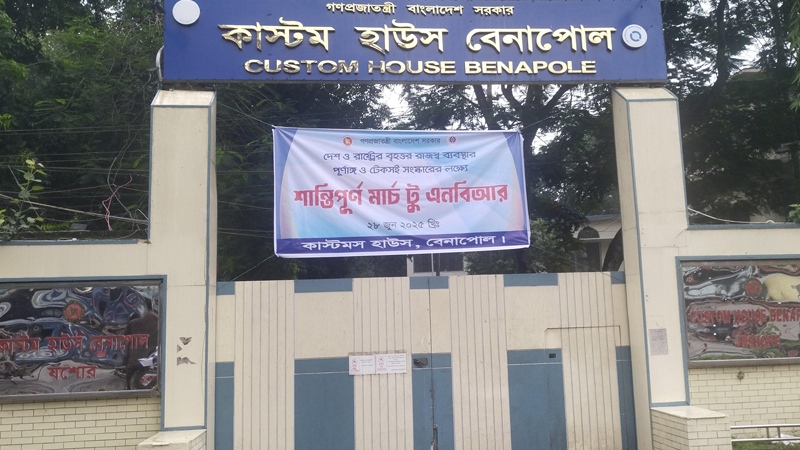 গণপ্রজাতন্ত্রী বাংলাদেশ সরকার
কাস্টম হাউস বেনাপোল
CUSTOM HOUSE BENAPOLE
গণপ্রজাতন্ত্রী বাংলাদেশ সরকার
দেশ ও রাষ্ট্রের বৃহত্তর রাজস্ব ব্যবস্থার
পূর্ণাঙ্গ ও টেকসই সংস্কারের লক্ষ্যে
শান্তিপূর্ণ মার্চ টু এনবিআর
২৮ জুন ২০২৫ খ্রিঃ
কাস্টমস হাউস, বেনাপোল।
কাস্টম হাউস বেনাপোল
যশোর
CUSTOM HOUSE BENAPOLE